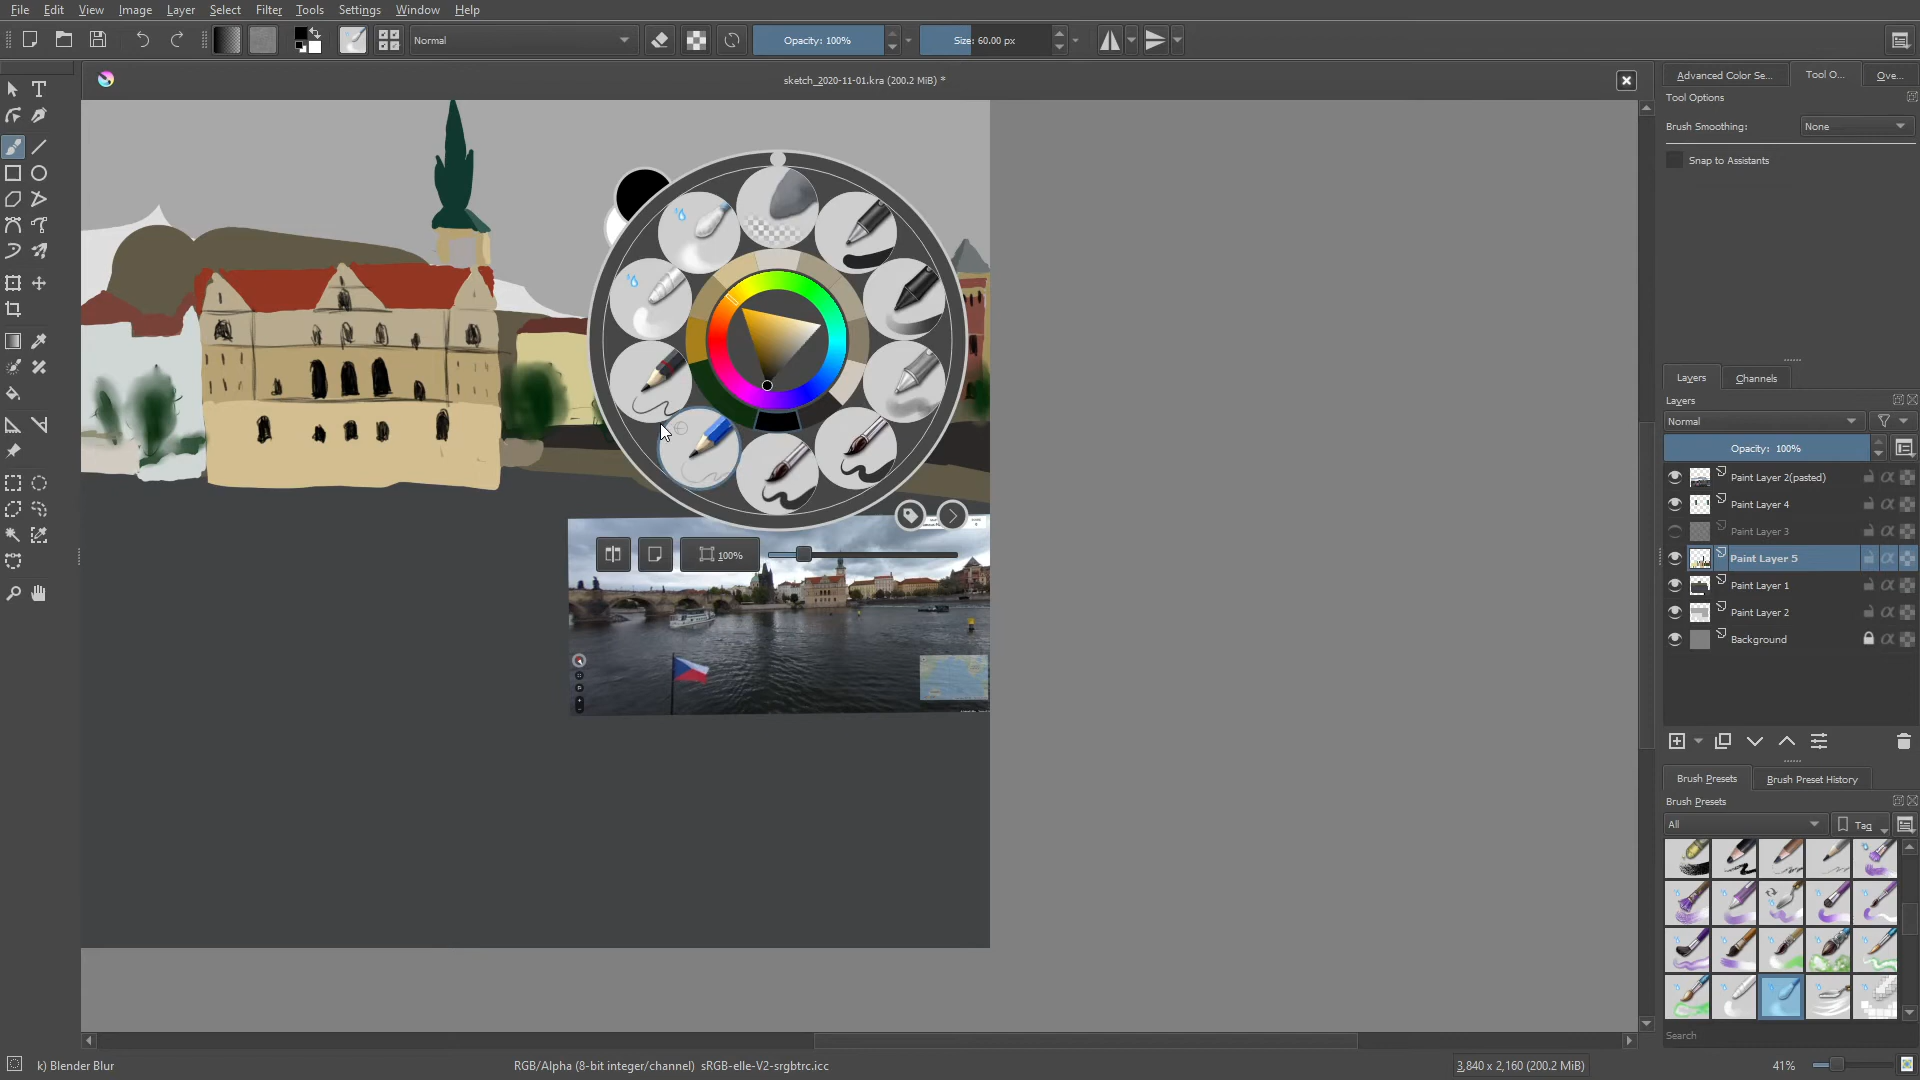 File Edit View Image Layer Select Filter Tools Settings Window Help
Normal
Opacity: 100%
Size: 60.00 px
sketch_2020-11-01.kra (200.2 MiB) *
Advanced Color Se...
Tool O...
Ove...
Tool Options
Brush Smoothing:
None
Snap to Assistants
Layers
Channels
Layers
Normal
Opacity: 100%
Paint Layer 2(pasted)
Paint Layer 4
Paint Layer 3
Paint Layer 5
Paint Layer 1
Paint Layer 2
Background
100%
Brush Presets
Brush Preset History
Brush Presets
All
Tag
Search
k) Blender Blur
RGB/Alpha (8-bit integer/channel) sRGB-elle-V2-srgbtrc.icc
3,840 x 2,160 (200.2 MiB)
41%